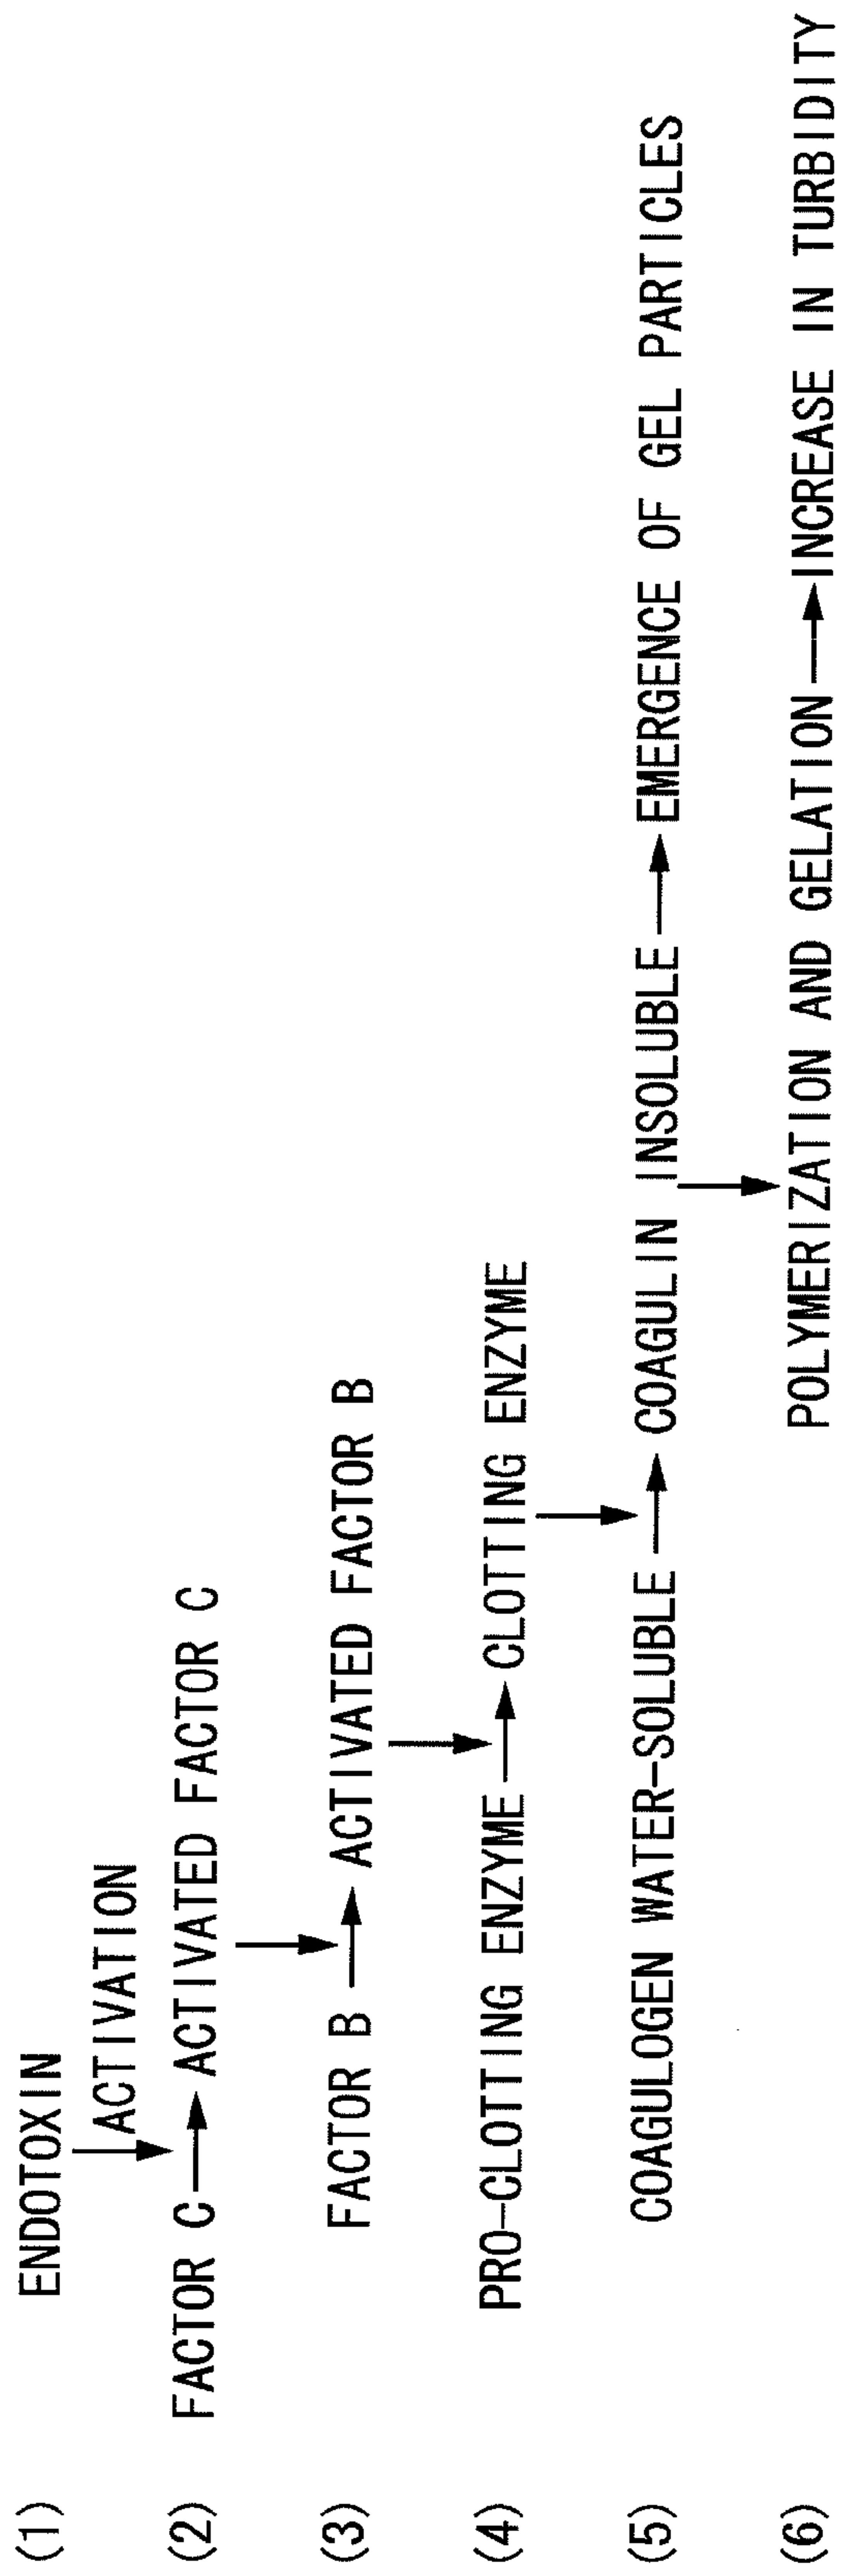 (1) ENDOTOXIN
ACTIVATION
(2) FACTOR C → ACTIVATED FACTOR C
(3) FACTOR B → ACTIVATED FACTOR B
(4) PRO-CLOTTING ENZYME → CLOTTING ENZYME
(5) COAGULOGEN WATER-SOLUBLE → COAGULIN INSOLUBLE → EMERGENCE OF GEL PARTICLES
(6) POLYMERIZATION AND GELATION → INCREASE IN TURBIDITY